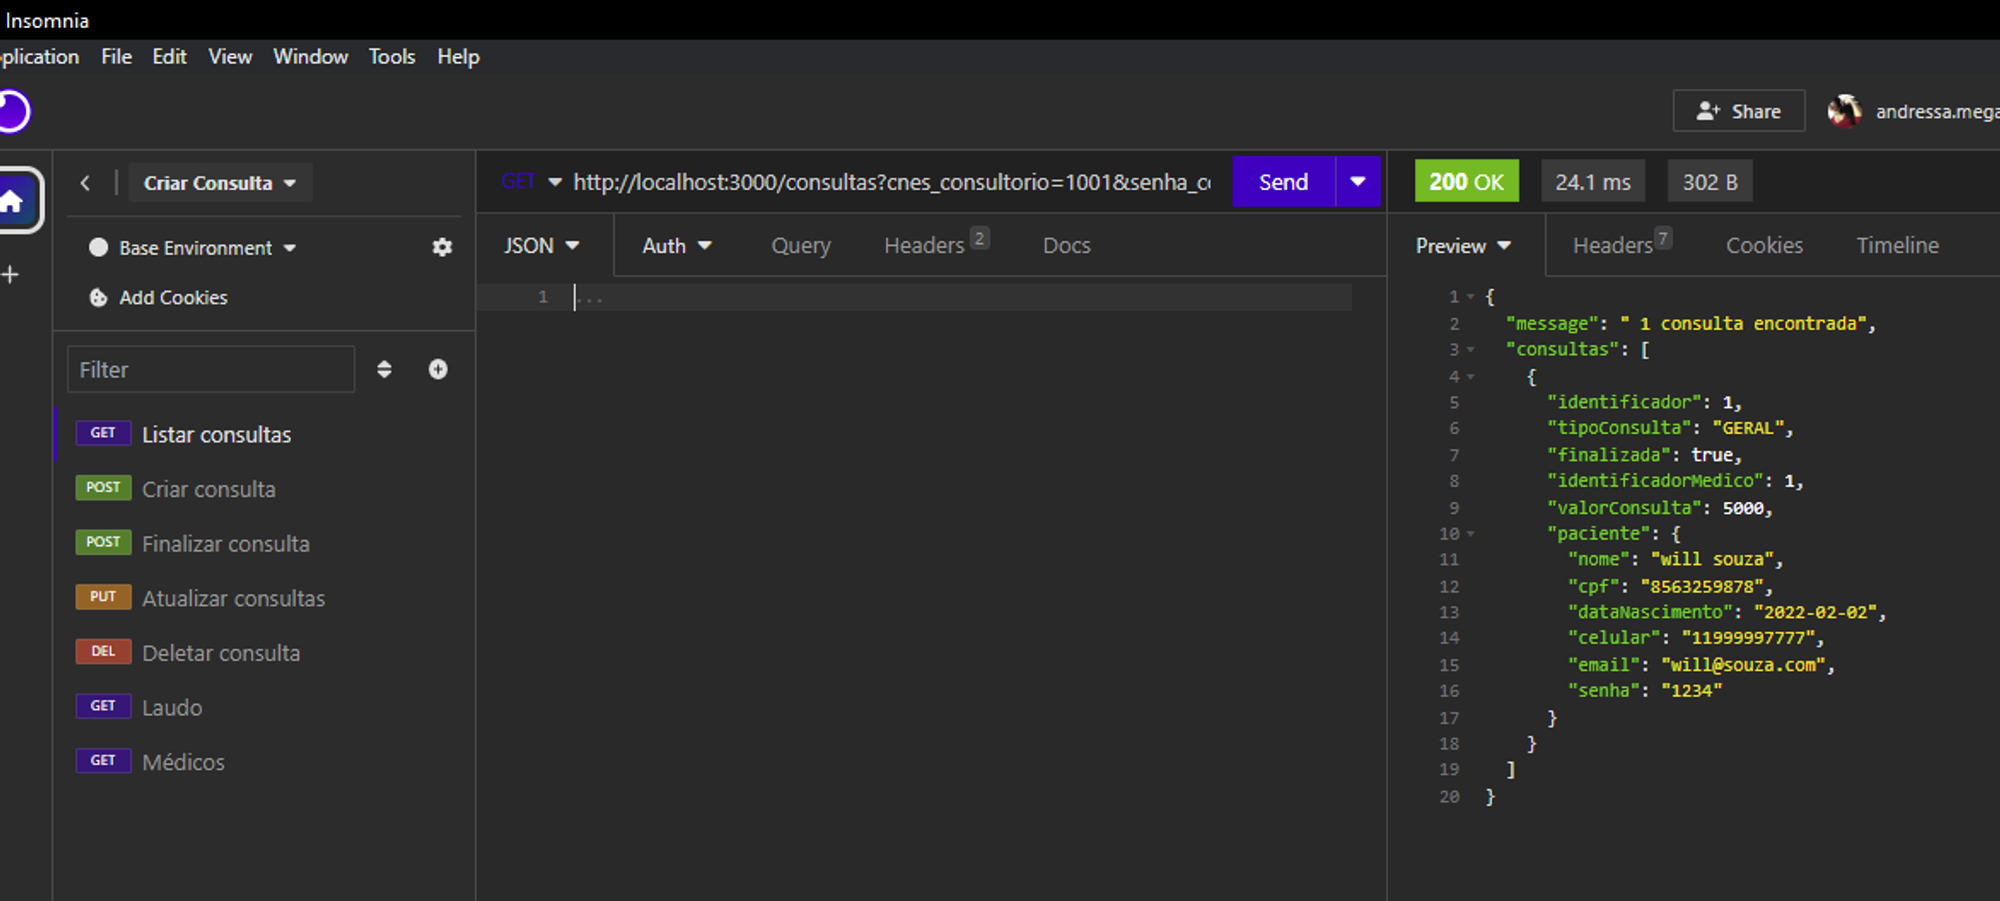 Insomnia
plication File Edit View Window Tools Help
Share andressa.mega
Criar Consulta
GET http://localhost:3000/consultas?cnes_consultorio=1001&senha_c
Send
200 OK 24.1 ms 302 B
Base Environment
Add Cookies
Filter
GET Listar consultas
POST Criar consulta
POST Finalizar consulta
PUT Atualizar consultas
DEL Deletar consulta
GET Laudo
GET Médicos
JSON Auth Query Headers 2 Docs
1 ...
Preview Headers 7 Cookies Timeline
1 {
2 "message": " 1 consulta encontrada",
3 "consultas": [
4 {
5 "identificador": 1,
6 "tipoConsulta": "GERAL",
7 "finalizada": true,
8 "identificadorMedico": 1,
9 "valorConsulta": 5000,
10 "paciente": {
11 "nome": "will souza",
12 "cpf": "8563259878",
13 "dataNascimento": "2022-02-02",
14 "celular": "11999997777",
15 "email": "will@souza.com",
16 "senha": "1234"
17 }
18 }
19 ]
20 }